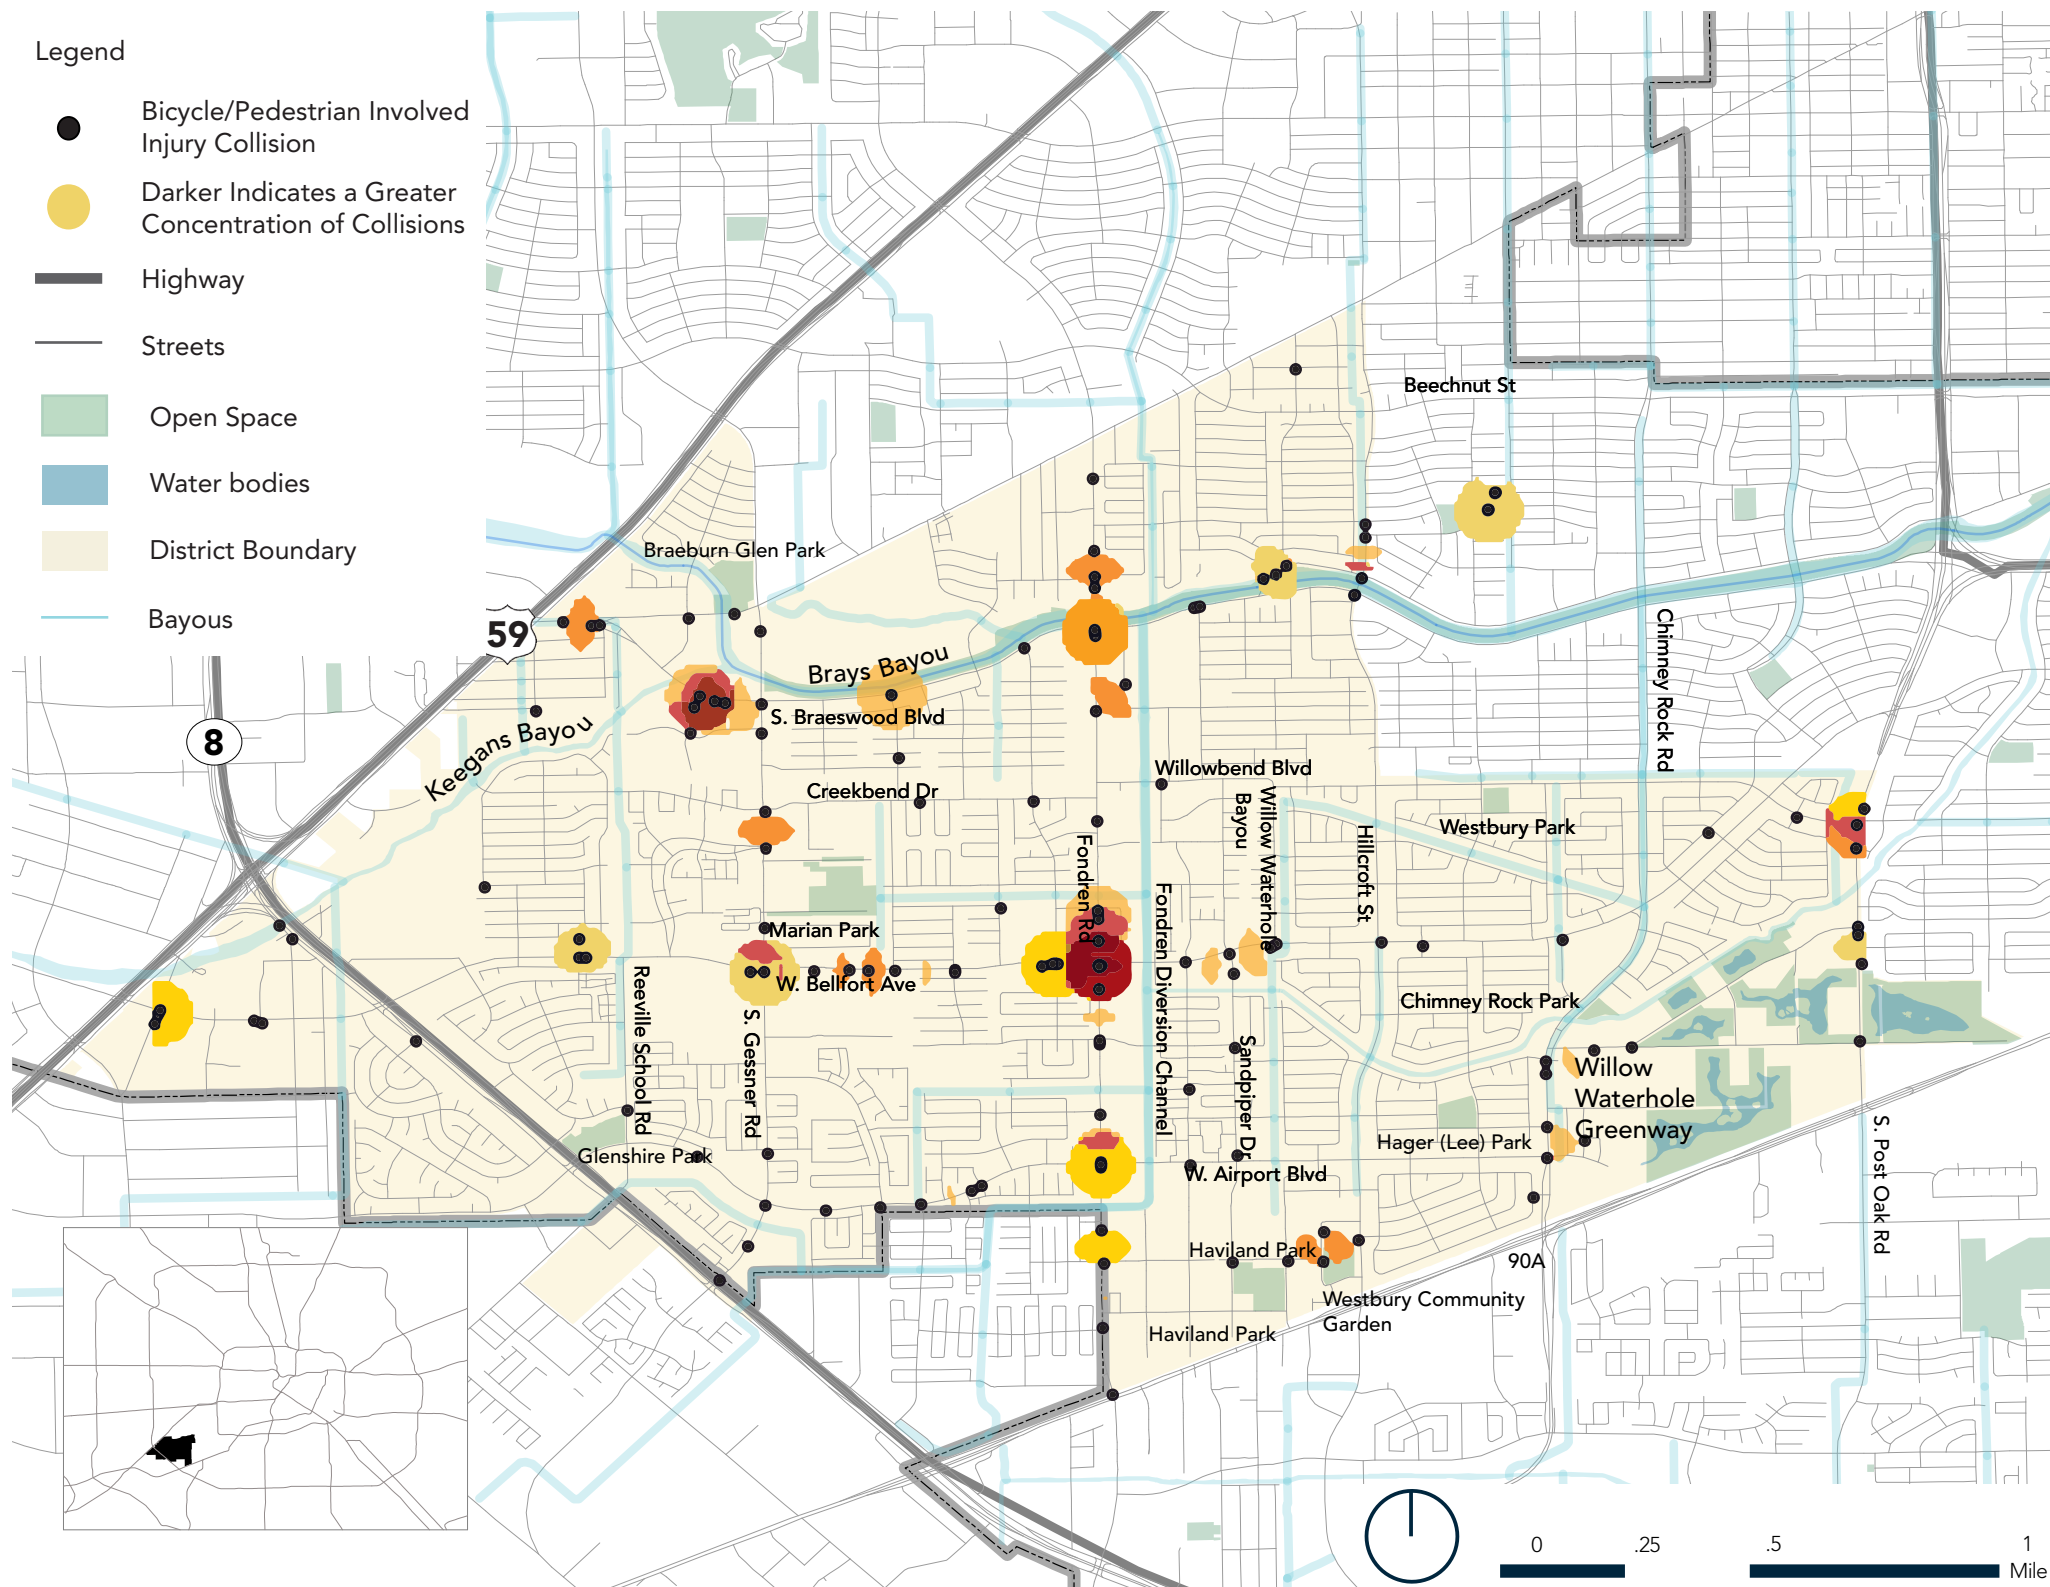 Legend
Bicycle/Pedestrian Involved
Injury Collision
Darker Indicates a Greater
Concentration of Collisions
Highway
Streets
Open Space
Water bodies
District Boundary
Bayous
59
8
Beechnut St
Braeburn Glen Park
Brays Bayou
S. Braeswood Blvd
Keegans Bayou
Creekbend Dr
Willowbend Blvd
Chimney Rock Rd
Willow Waterhole
Bayou
Westbury Park
Hillcroft St
Fondren Rd
Marian Park
W. Bellfort Ave
Fondren Diversion Channel
Reeville School Rd
S. Gessner Rd
Chimney Rock Park
Sandpiper Dr
Willow
Waterhole
Greenway
Hager (Lee) Park
Glenshire Park
W. Airport Blvd
S. Post Oak Rd
Haviland Park
90A
Westbury Community
Garden
Haviland Park
0 .25 .5 1
Mile